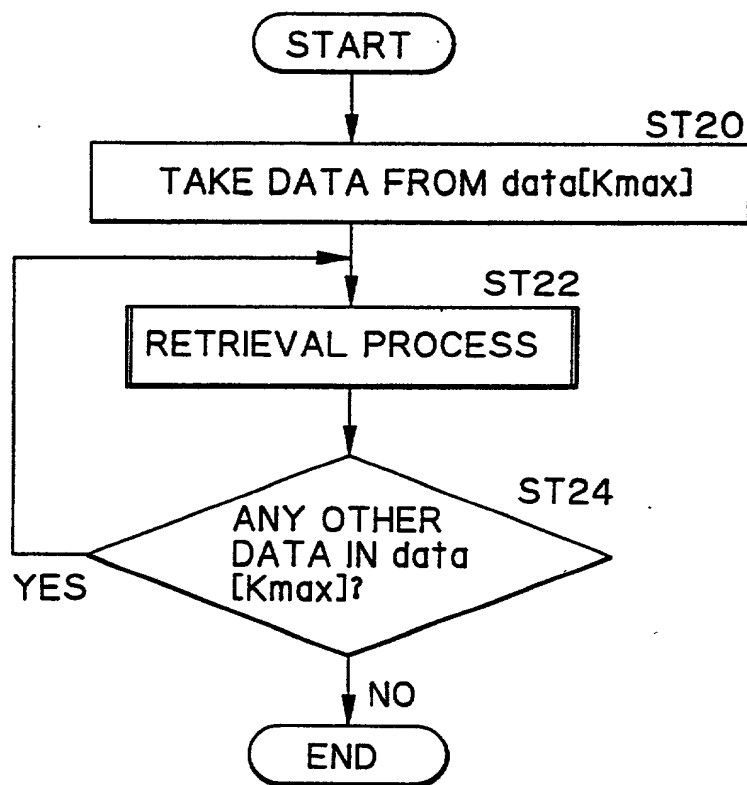 START
ST20
TAKE DATA FROM data[Kmax]
ST22
RETRIEVAL PROCESS
ST24
ANY OTHER
DATA IN data
[Kmax]?
YES
NO
END